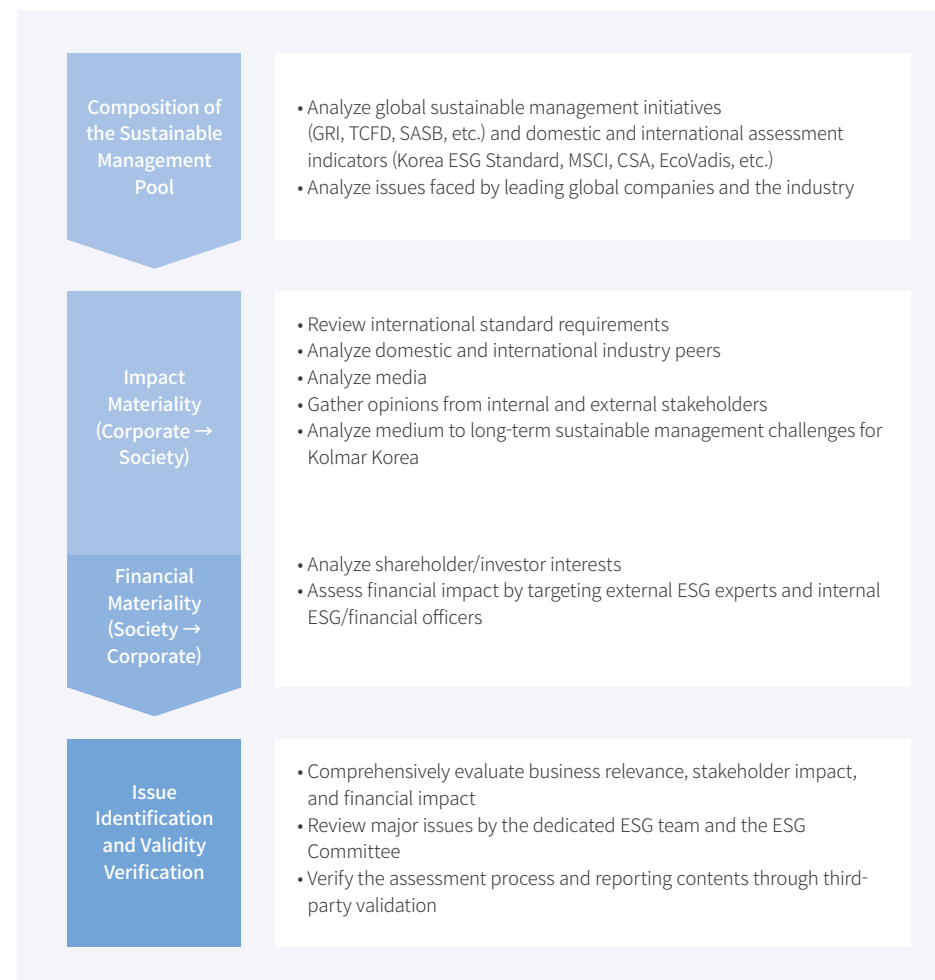 Composition of
the Sustainable
Management
Pool
• Analyze global sustainable management initiatives
(GRI, TCFD, SASB, etc.) and domestic and international assessment
indicators (Korea ESG Standard, MSCI, CSA, EcoVadis, etc.)
• Analyze issues faced by leading global companies and the industry
Impact
Materiality
(Corporate →
Society)
• Review international standard requirements
• Analyze domestic and international industry peers
• Analyze media
• Gather opinions from internal and external stakeholders
• Analyze medium to long-term sustainable management challenges for
Kolmar Korea
Financial
Materiality
(Society →
Corporate)
• Analyze shareholder/investor interests
• Assess financial impact by targeting external ESG experts and internal
ESG/financial officers
Issue
Identification
and Validity
Verification
• Comprehensively evaluate business relevance, stakeholder impact,
and financial impact
• Review major issues by the dedicated ESG team and the ESG
Committee
• Verify the assessment process and reporting contents through third-
party validation